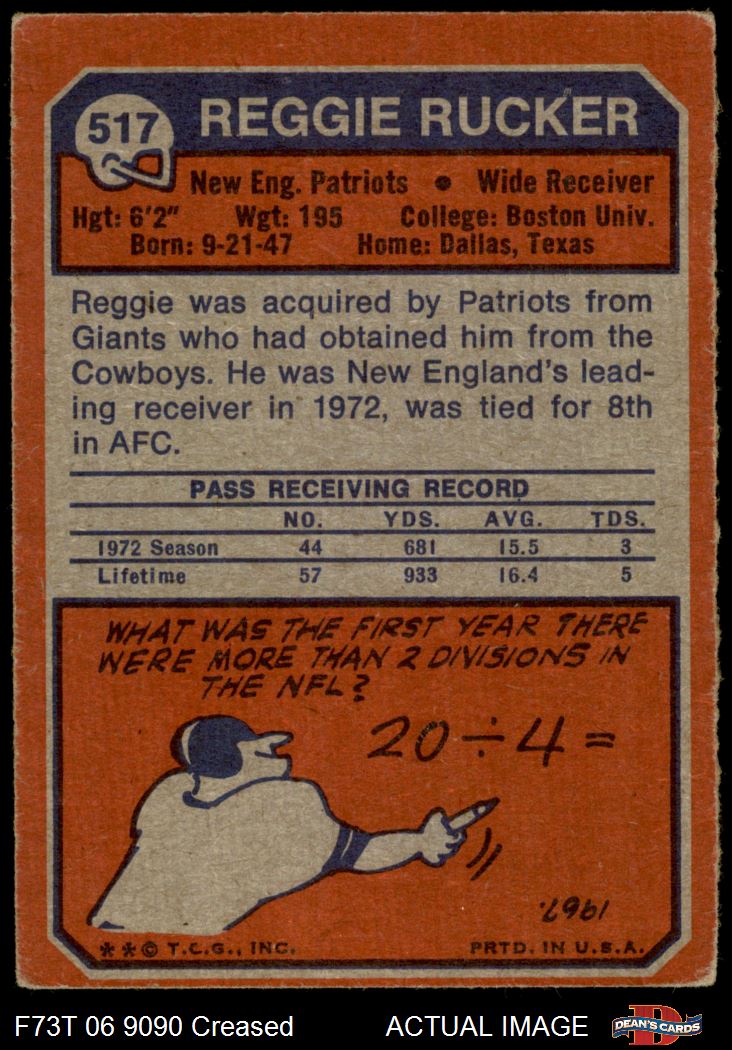 517 REGGIE RUCKER
New Eng. Patriots ● Wide Receiver
Hgt: 6'2" Wgt: 195 College: Boston Univ.
Born: 9-21-47 Home: Dallas, Texas
Reggie was acquired by Patriots from
Giants who had obtained him from the
Cowboys. He was New England's lead-
ing receiver in 1972, was tied for 8th
in AFC.
PASS RECEIVING RECORD
NO. YDS. AVG. TDS.
1972 Season 44 681 15.5 3
Lifetime 57 933 16.4 5
WHAT WAS THE FIRST YEAR THERE
WERE MORE THAN 2 DIVISIONS IN
THE NFL?
20 ÷ 4 =
1967.
✻✻© T.C.G., INC. PRTD. IN U.S.A.
F73T 06 9090 Creased ACTUAL IMAGE
D
DEAN'S CARDS